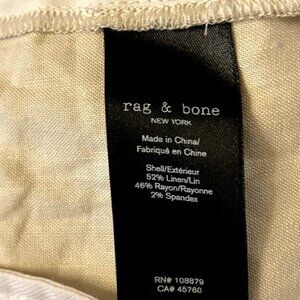 rag & bone
NEW YORK
Made in China/
Fabriqué en Chine
Shell/Extérieur
52% Linen/Lin
46% Rayon/Rayonne
2% Spandex
RN# 108879
CA# 45760